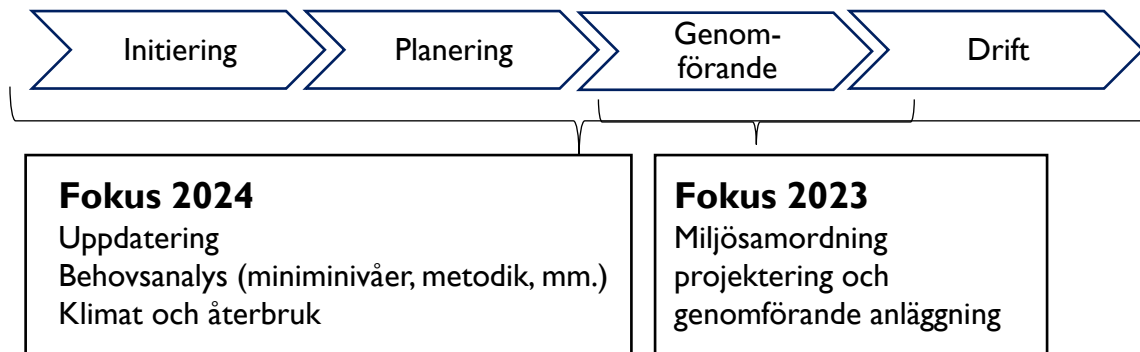 Initiering
Planering
Genom-
förande
Drift
Fokus 2024
Uppdatering
Behovsanalys (miniminivåer, metodik, mm.)
Klimat och återbruk
Fokus 2023
Miljösamordning
projektering och
genomförande anläggning